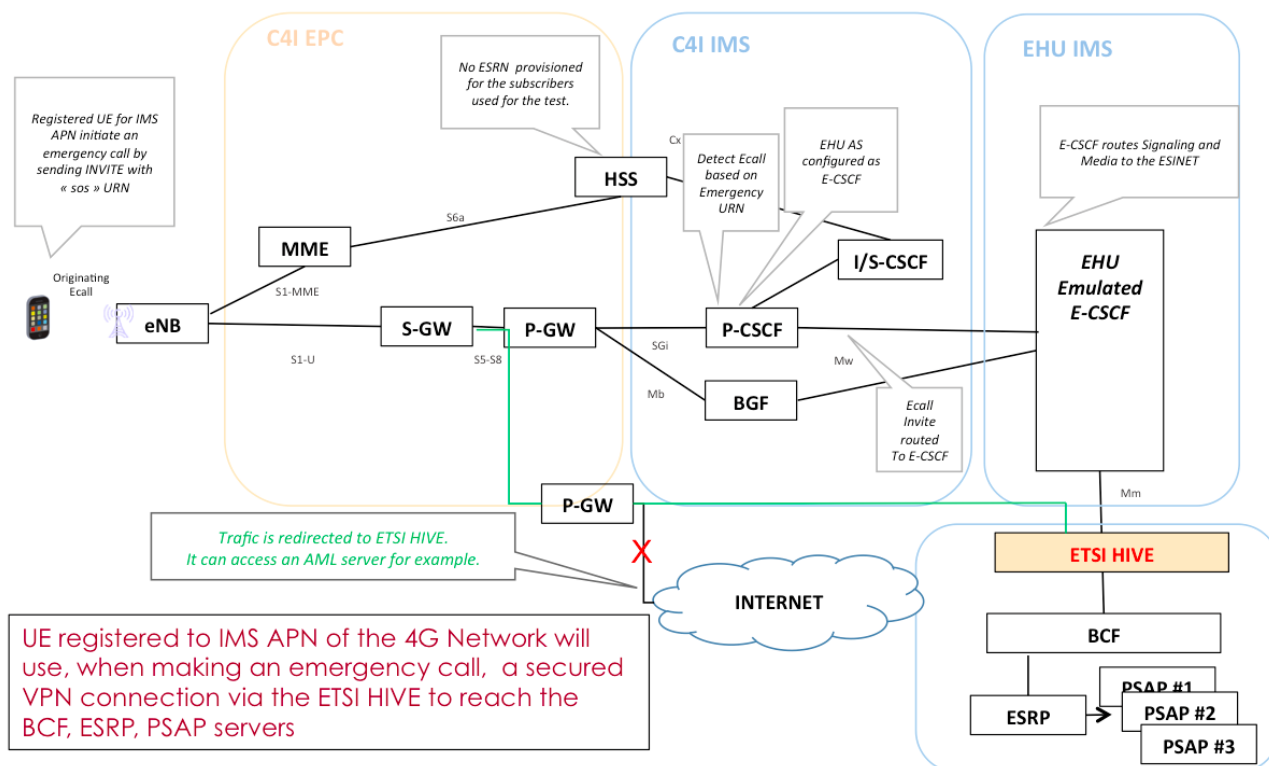 C4I EPC
C4I IMS
EHU IMS
Registered UE for IMS
APN initiate an
emergency call by
sending INVITE with
« sos » URN
No ESRN provisioned
for the subscribers
used for the test.
Cx
Detect Ecall
based on
Emergency
URN
EHU AS
configured as
E-CSCF
E-CSCF routes Signaling and
Media to the ESINET
HSS
S6a
MME
I/S-CSCF
EHU
Emulated
E-CSCF
Originating
Ecall
S1-MME
eNB
S-GW
P-GW
P-CSCF
S1-U
S5-S8
SGi
Mw
Mb
BGF
Ecall
Invite
routed
To E-CSCF
P-GW
Mm
Trafic is redirected to ETSI HIVE.
It can access an AML server for example.
X
INTERNET
ETSI HIVE
BCF
UE registered to IMS APN of the 4G Network will
use, when making an emergency call, a secured
VPN connection via the ETSI HIVE to reach the
BCF, ESRP, PSAP servers
ESRP
PSAP #1
PSAP #2
PSAP #3